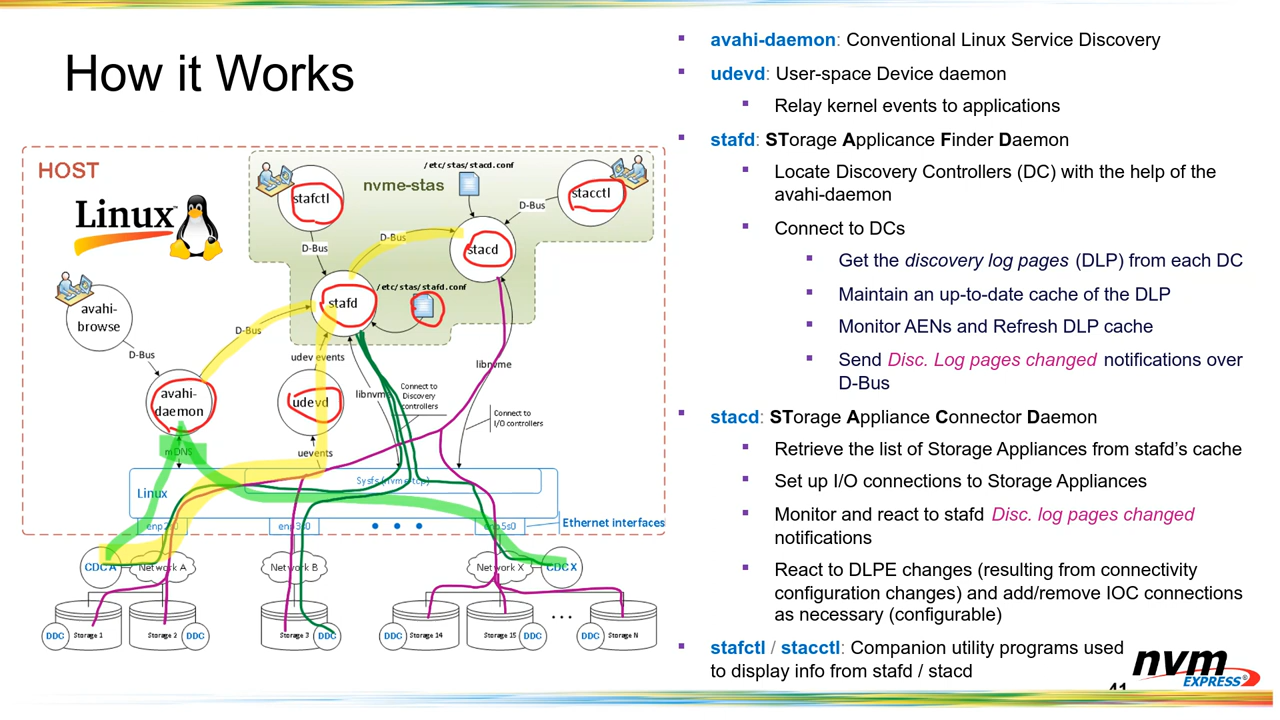 How it Works
HOST
Linux™
/etc/stas/stacd.conf
nvme-stas
stafctl
stacctl
D-Bus
D-Bus
D-Bus
stacd
/etc/stas/stafd.conf
stafd
avahi-
browse
D-Bus
D-Bus
udev events
libnvme
avahi-
daemon
udevd
libnvme
Connect to
Discovery
controllers
Connect to
I/O controllers
mDNS
uevents
Linux
Sysfs (nvme-tcp)
enp2s0
enp3s0
enp5s0
Ethernet interfaces
CDC A
Network A
Network B
Network X
CDC X
DDC
Storage 1
Storage 2
DDC
Storage 3
DDC
DDC
Storage 14
Storage 15
DDC
Storage N
DDC
avahi-daemon: Conventional Linux Service Discovery
udevd: User-space Device daemon
Relay kernel events to applications
stafd: STorage Applicance Finder Daemon
Locate Discovery Controllers (DC) with the help of the
avahi-daemon
Connect to DCs
Get the discovery log pages (DLP) from each DC
Maintain an up-to-date cache of the DLP
Monitor AENs and Refresh DLP cache
Send Disc. Log pages changed notifications over
D-Bus
stacd: STorage Appliance Connector Daemon
Retrieve the list of Storage Appliances from stafd's cache
Set up I/O connections to Storage Appliances
Monitor and react to stafd Disc. log pages changed
notifications
React to DLPE changes (resulting from connectivity
configuration changes) and add/remove IOC connections
as necessary (configurable)
stafctl / stacctl: Companion utility programs used
to display info from stafd / stacd
nvm
EXPRESS®
41